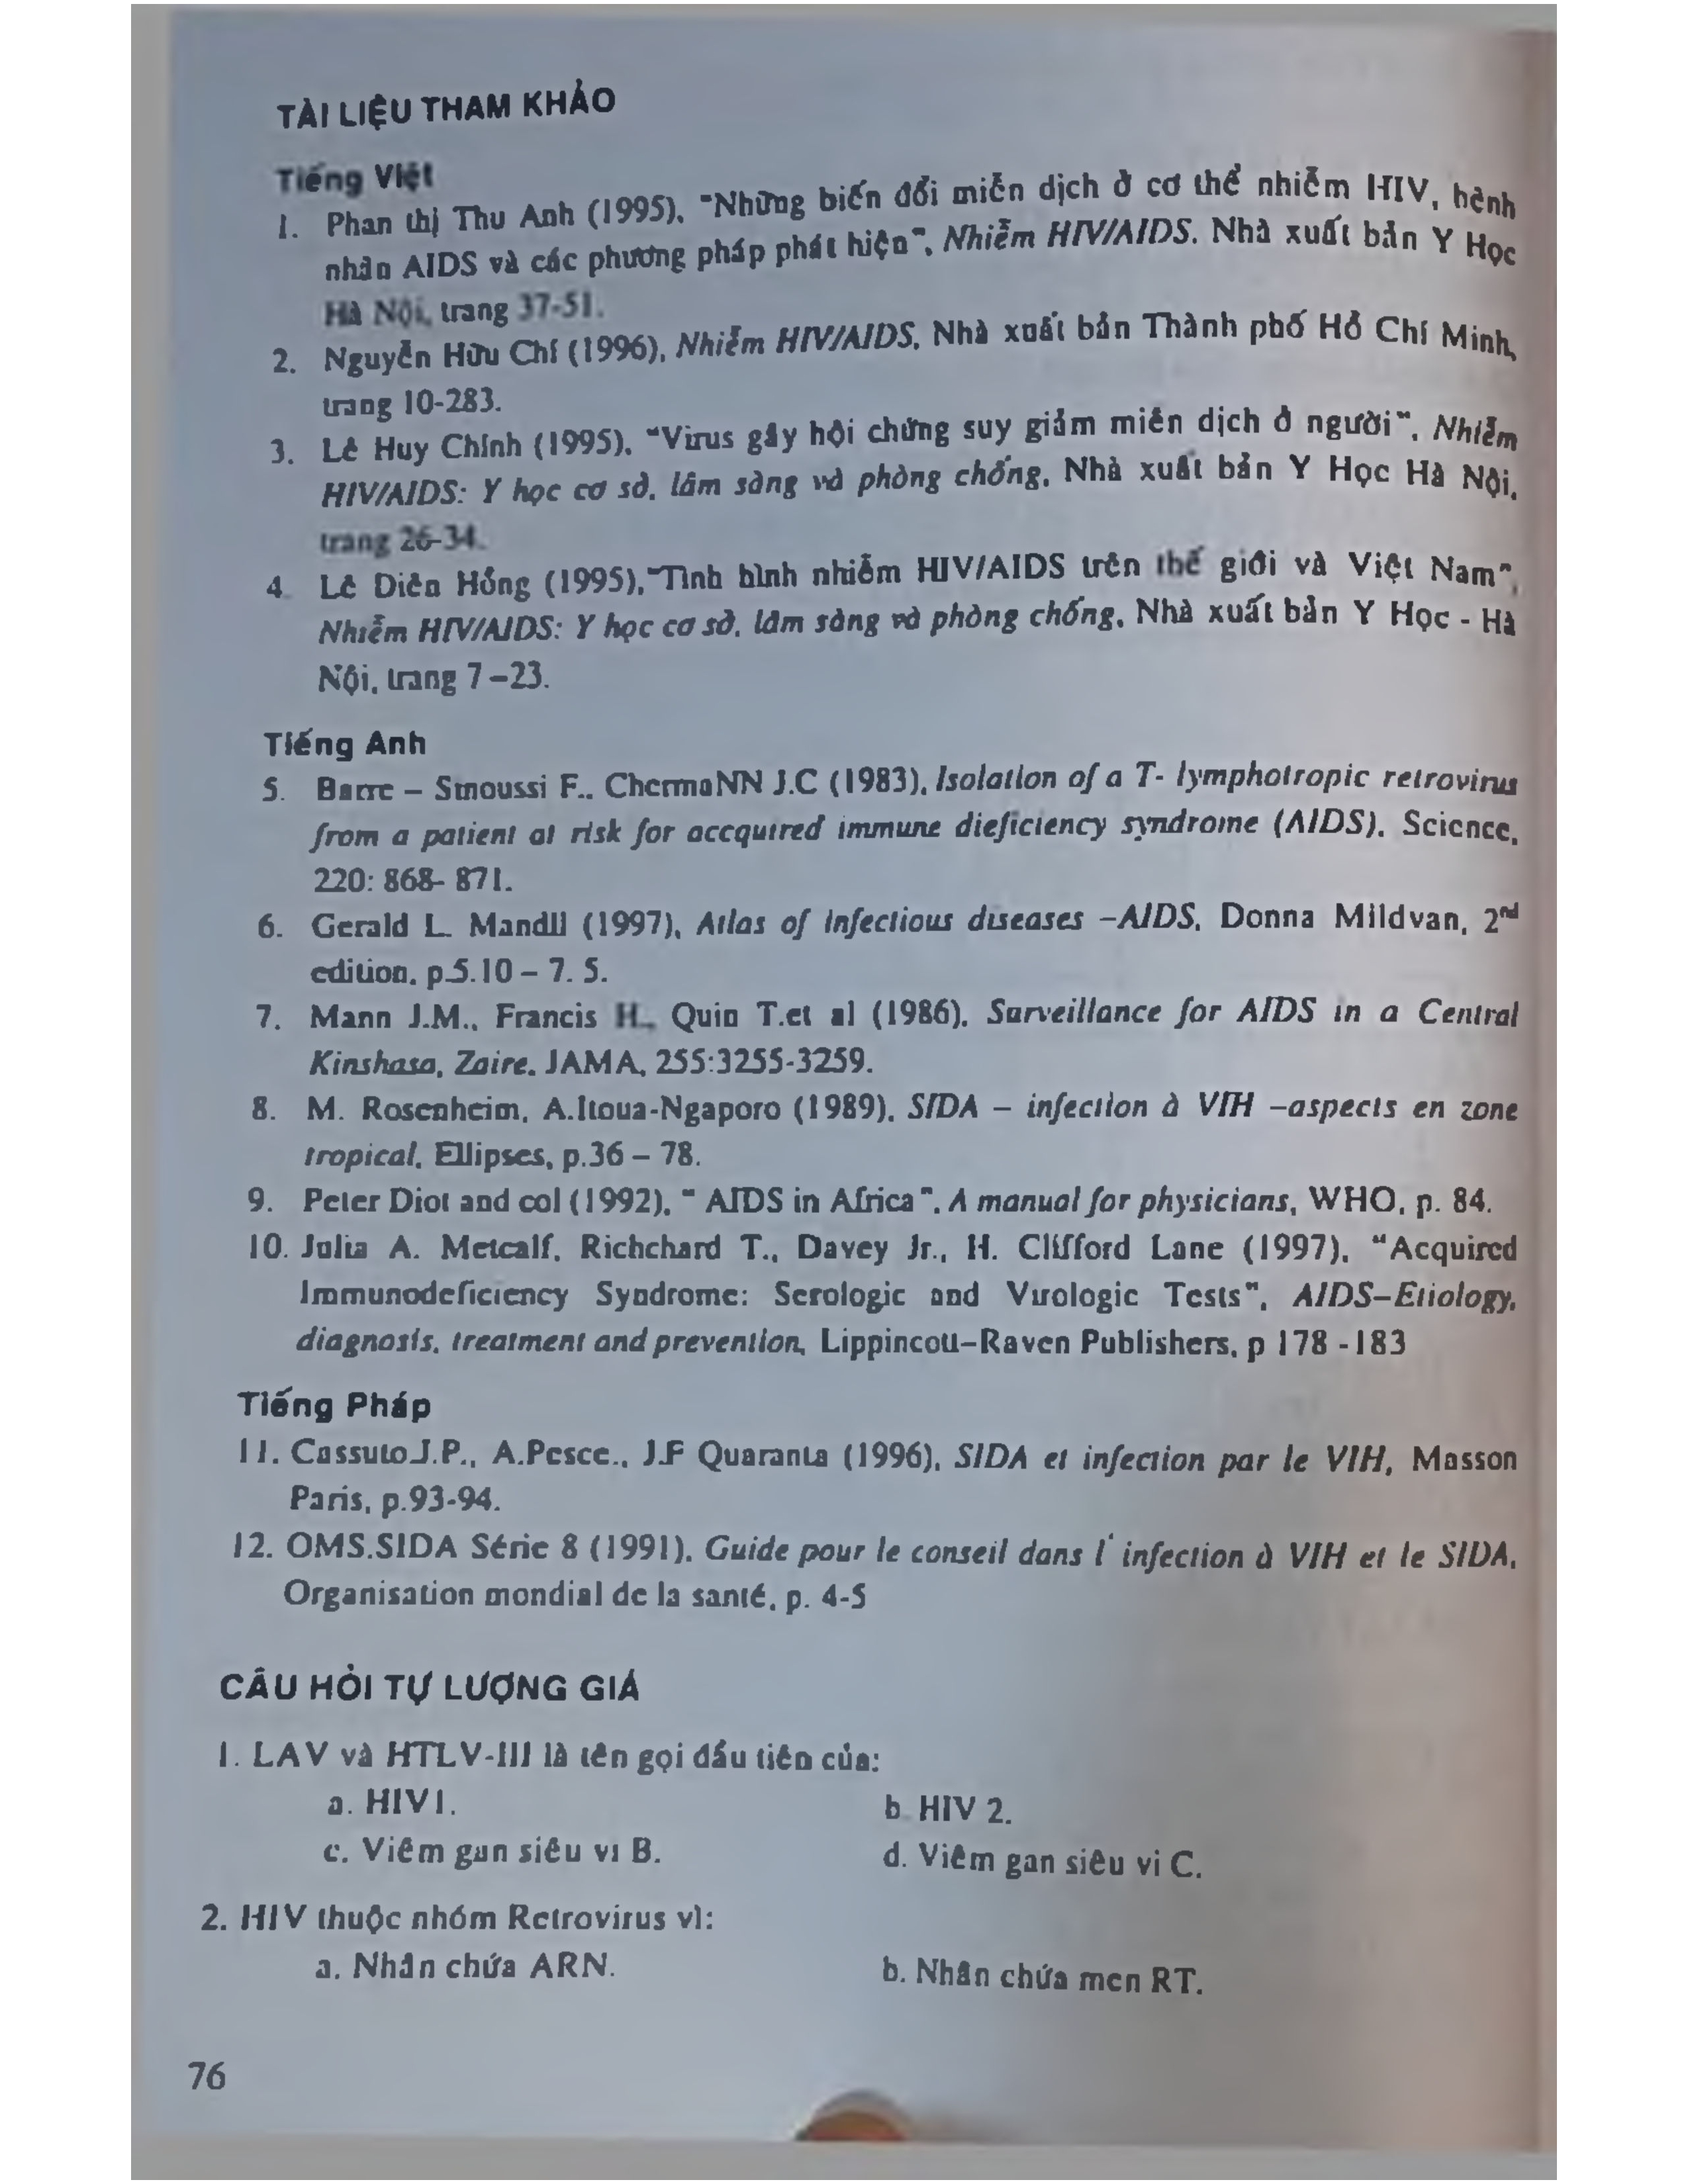 TÀI LIỆU THAM KHẢO
Tiếng Việt
1. Phan thị Thu Anh (1995), "Những biến đổi miễn dịch ở cơ thể nhiễm HIV, bệnh
nhân AIDS và các phương pháp phát hiện", Nhiễm HIV/AIDS. Nhà xuất bản Y Học
Hà Nội, trang 37-51.
2. Nguyễn Hữu Chí (1996), Nhiễm HIV/AIDS, Nhà xuất bản Thành phố Hồ Chí Minh,
trang 10-283.
3. Lê Huy Chính (1995), "Virus gây hội chứng suy giảm miễn dịch ở người", Nhiễm
HIV/AIDS: Y học cơ sở, lâm sàng và phòng chống, Nhà xuất bản Y Học Hà Nội,
trang 26-34.
4. Lê Diên Hồng (1995),"Tình hình nhiễm HIV/AIDS trên thế giới và Việt Nam",
Nhiễm HIV/AIDS: Y học cơ sở, lâm sàng và phòng chống, Nhà xuất bản Y Học - Hà
Nội, trang 7 –23.
Tiếng Anh
5. Barre – Sinoussi F., ChermaNN J.C (1983), Isolation of a T- lymphotropic retrovirus
from a patient at risk for accquired immune dieficiency syndrome (AIDS), Science,
220: 868- 871.
6. Gerald L. Mandll (1997), Atlas of infectious diseases –AIDS, Donna Mildvan, 2nd
edition, p.5.10 – 7. 5.
7. Mann J.M., Francis H., Quin T.et al (1986), Surveillance for AIDS in a Central
Kinshasa, Zaire, JAMA, 255:3255-3259.
8. M. Rosenheim, A.Itoua-Ngaporo (1989), SIDA – infection à VIH –aspects en zone
tropical, Ellipses, p.36 – 78.
9. Peter Diot and col (1992), " AIDS in Africa", A manual for physicians, WHO, p. 84.
10. Julia A. Metcalf, Richchard T., Davey Jr., H. Clifford Lane (1997), "Acquired
Immunodeficiency Syndrome: Serologic and Virologic Tests", AIDS–Etiology,
diagnosis, treatment and prevention, Lippincott–Raven Publishers, p 178 -183
Tiếng Pháp
11. Cassuto.J.P., A.Pesce., J.F Quaranta (1996), SIDA et infection par le VIH, Masson
Paris, p.93-94.
12. OMS.SIDA Série 8 (1991), Guide pour le conseil dans l' infection à VIH et le SIDA,
Organisation mondial de la santé, p. 4-5
CÂU HỎI TỰ LƯỢNG GIÁ
1. LAV và HTLV-III là tên gọi đầu tiên của:
a. HIV1. b. HIV 2.
c. Viêm gan siêu vi B. d. Viêm gan siêu vi C.
2. HIV thuộc nhóm Retrovirus vì:
a. Nhân chứa ARN. b. Nhân chứa men RT.
76